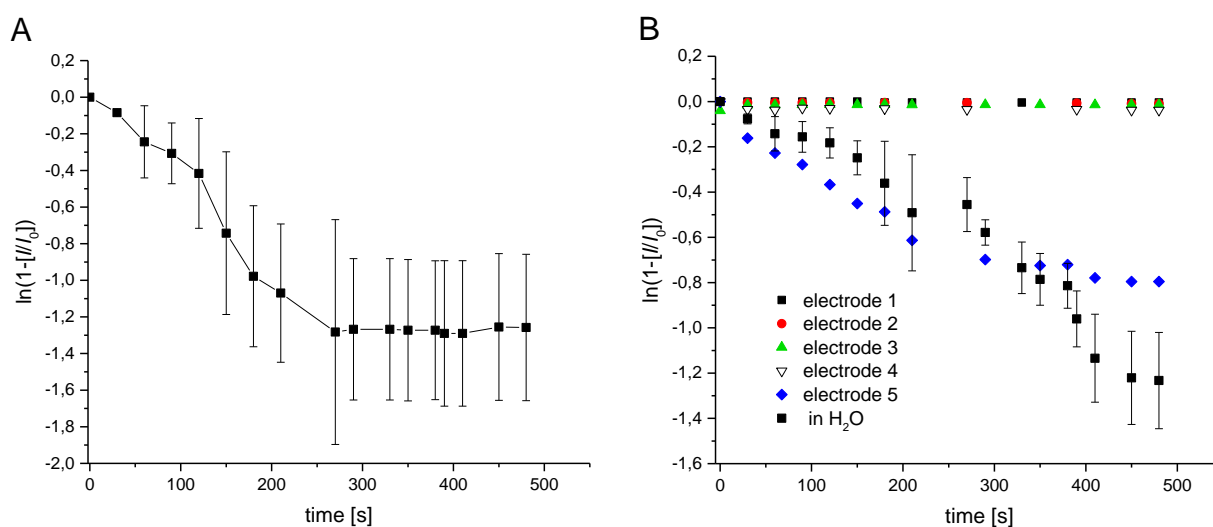 A
0,2
0,0
-0,2
-0,4
-0,6
-0,8
-1,0
-1,2
-1,4
-1,6
-1,8
-2,0
ln(1-[I/I0])
0 100 200 300 400 500
time [s]
B
0,2
0,0
-0,2
-0,4
-0,6
-0,8
-1,0
-1,2
-1,4
-1,6
ln(1-[I/I0])
electrode 1
electrode 2
electrode 3
electrode 4
electrode 5
in H2O
0 100 200 300 400 500
time [s]